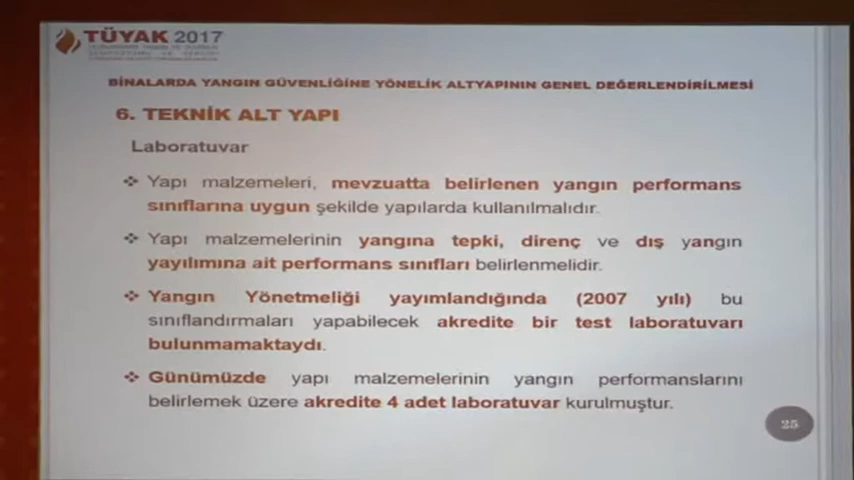 TÜYAK 2017
BİNALARDA YANGIN GÜVENLİĞİNE YÖNELİK ALTYAPININ GENEL DEĞERLENDİRİLMESİ
6. TEKNİK ALT YAPI
Laboratuvar
❖ Yapı malzemeleri, mevzuatta belirlenen yangın performans
sınıflarına uygun şekilde yapılarda kullanılmalıdır.
❖ Yapı malzemelerinin yangına tepki, direnç ve dış yangın
yayılımına ait performans sınıfları belirlenmelidir.
❖ Yangın Yönetmeliği yayımlandığında (2007 yılı) bu
sınıflandırmaları yapabilecek akredite bir test laboratuvarı
bulunmamaktaydı.
❖ Günümüzde yapı malzemelerinin yangın performanslarını
belirlemek üzere akredite 4 adet laboratuvar kurulmuştur.
25